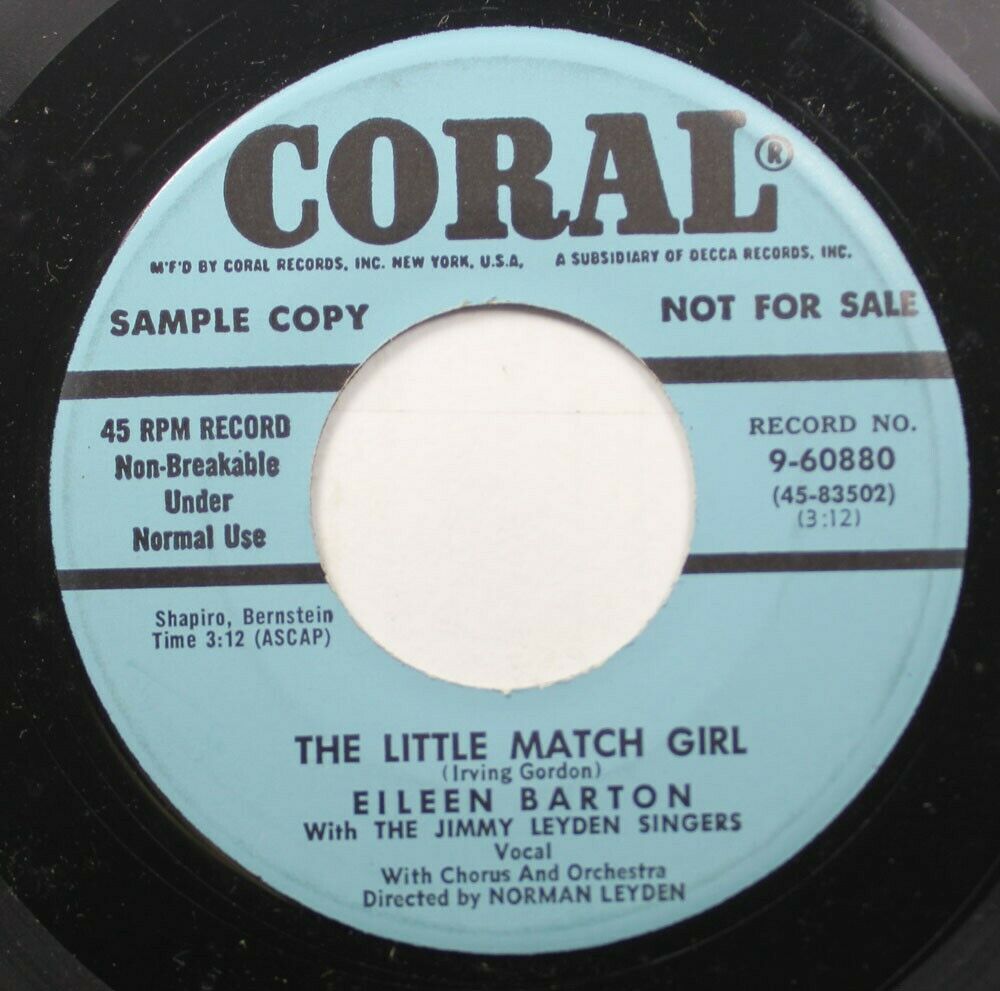 CORAL®
M'F'D BY CORAL RECORDS, INC. NEW YORK, U.S.A. A SUBSIDIARY OF DECCA RECORDS, INC.
SAMPLE COPY NOT FOR SALE
45 RPM RECORD
Non-Breakable
Under
Normal Use
RECORD NO.
9-60880
(45-83502)
(3:12)
Shapiro, Bernstein
Time 3:12 (ASCAP)
THE LITTLE MATCH GIRL
(Irving Gordon)
EILEEN BARTON
With THE JIMMY LEYDEN SINGERS
Vocal
With Chorus And Orchestra
Directed by NORMAN LEYDEN